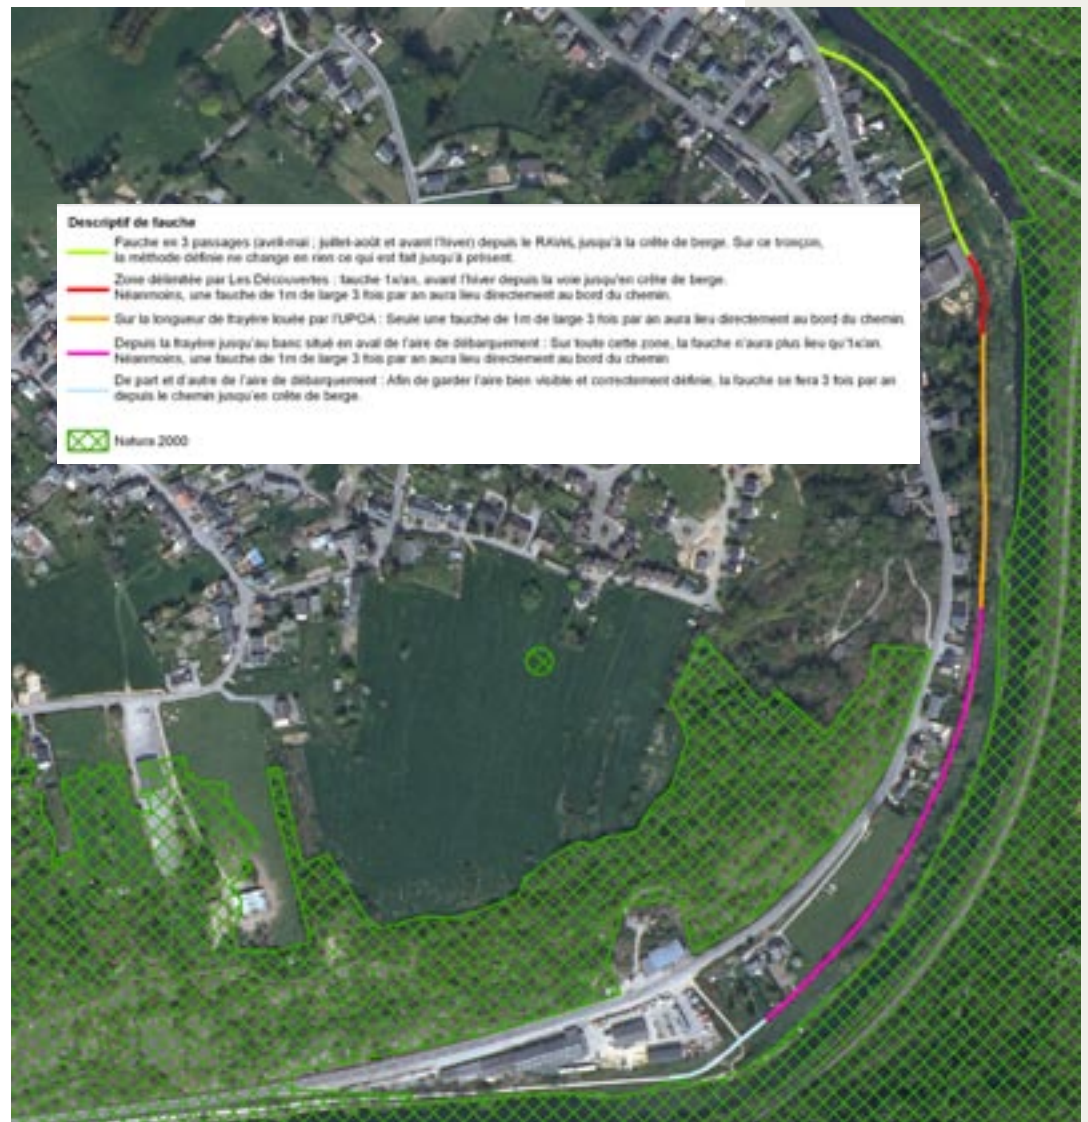 Descriptif de fauche
Fauche en 3 passages (avril-mai ; juillet-août et avant l'hiver) depuis le RAVeL jusqu'à la crête de berge. Sur ce tronçon,
la méthode définie ne change en rien ce qui est fait jusqu'à présent.
Zone délimitée par Les Découvertes : fauche 1x/an, avant l'hiver depuis la voie jusqu'en crête de berge.
Néanmoins, une fauche de 1m de large 3 fois par an aura lieu directement au bord du chemin.
Sur la longueur de frayère louée par l'UPOA : Seule une fauche de 1m de large 3 fois par an aura lieu directement au bord du chemin.
Depuis la frayère jusqu'au banc situé en aval de l'aire de débarquement : Sur toute cette zone, la fauche n'aura plus lieu qu'1x/an.
Néanmoins, une fauche de 1m de large 3 fois par an aura lieu directement au bord du chemin
De part et d'autre de l'aire de débarquement : Afin de garder l'aire bien visible et correctement définie, la fauche se fera 3 fois par an
depuis le chemin jusqu'en crête de berge.
Natura 2000